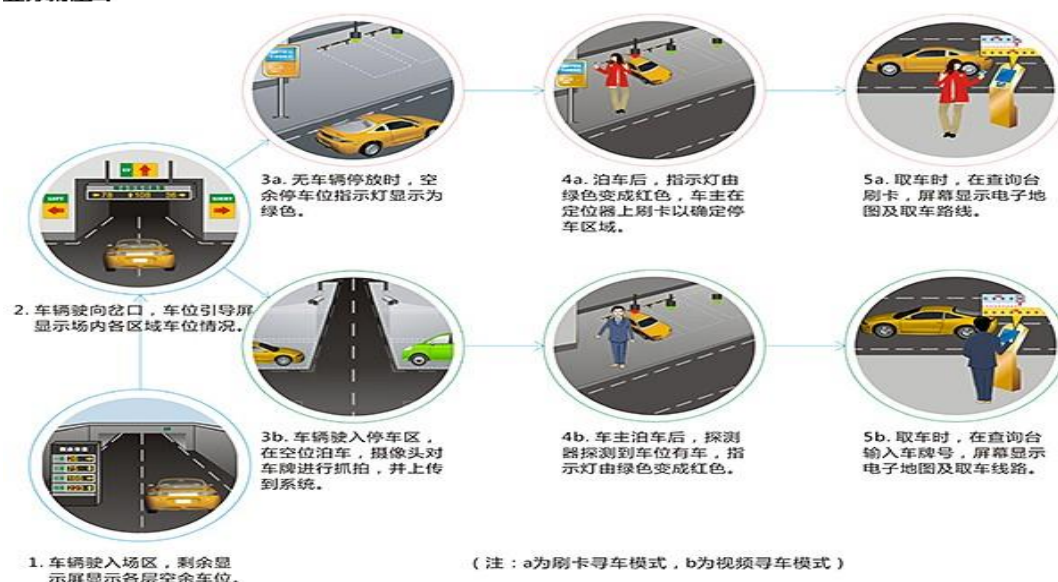 3a. 无车辆停放时，空
余停车位指示灯显示为
绿色。
4a. 泊车后，指示灯由
绿色变成红色，车主在
定位器上刷卡以确定停
车区域。
5a. 取车时，在查询台
刷卡，屏幕显示电子地
图及取车路线。
2. 车辆驶向岔口，车位引导屏
显示场内各区域车位情况。
3b. 车辆驶入停车区，
在空位泊车，摄像头对
车牌进行抓拍，并上传
到系统。
4b. 车主泊车后，探测
器探测到车位有车，指
示灯由绿色变成红色。
5b. 取车时，在查询台
输入车牌号，屏幕显示
电子地图及取车线路。
1. 车辆驶入场区，剩余显
示屏显示各层空余车位。
（注：a为刷卡寻车模式，b为视频寻车模式）